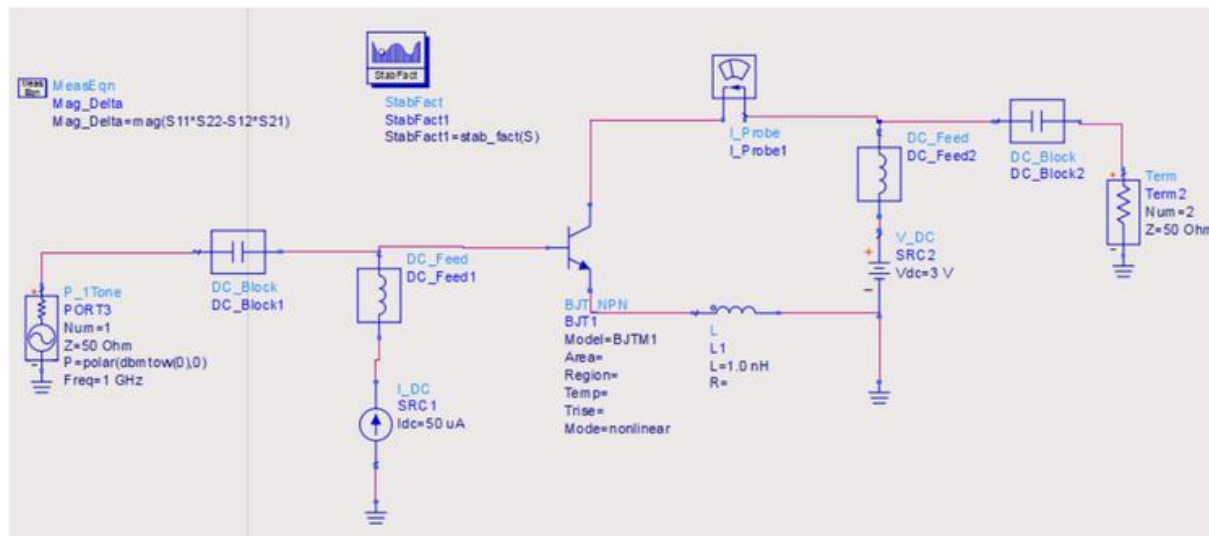 Meas
Eqn
MeasEqn
Mag_Delta
Mag_Delta=mag(S11*S22-S12*S21)
StabFact
StabFact
StabFact1
StabFact1=stab_fact(S)
I_Probe
I_Probe1
DC_Feed
DC_Feed2
DC_Block
DC_Block2
Term
Term2
Num=2
Z=50 Ohm
V_DC
SRC2
Vdc=3 V
DC_Block
DC_Block1
DC_Feed
DC_Feed1
P_1Tone
PORT3
Num=1
Z=50 Ohm
P=polar(dbmtow(0),0)
Freq=1 GHz
BJT_NPN
BJT1
Model=BJTM1
Area=
Region=
Temp=
Trise=
Mode=nonlinear
L
L1
L=1.0 nH
R=
I_DC
SRC1
Idc=50 uA